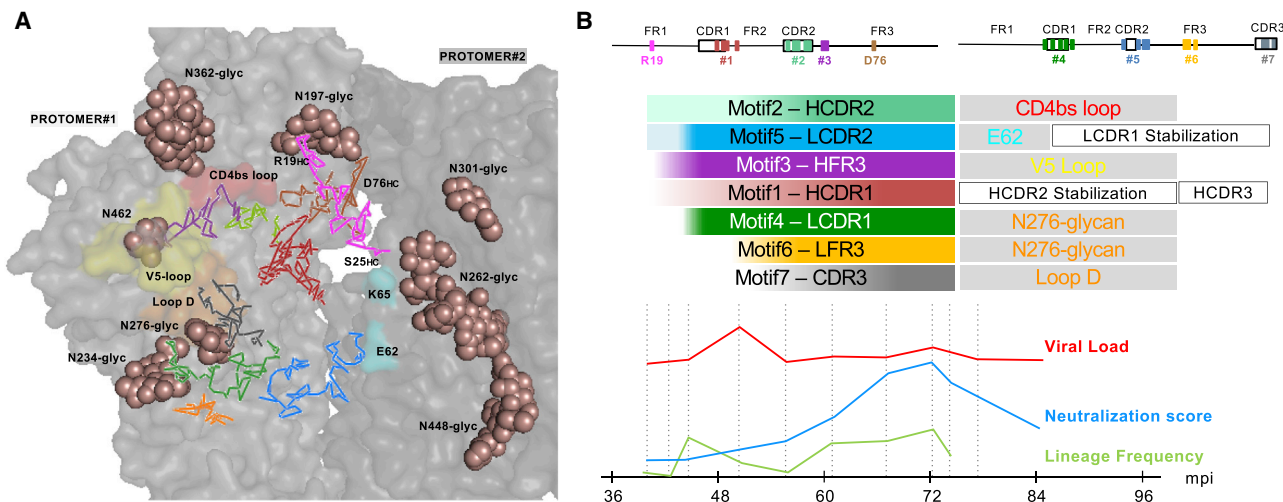 A
PROTOMER#2
N362-glyc
N197-glyc
PROTOMER#1
R19HC
N301-glyc
CD4bs loop
D76HC
N462
S25HC
N262-glyc
V5-loop
K65
Loop D
N276-glyc
E62
N234-glyc
N448-glyc
B
FR1 CDR1 FR2 CDR2 FR3
R19 #1 #2 #3 D76
FR1 CDR1 FR2 CDR2 FR3 CDR3
#4 #5 #6 #7
Motif2 – HCDR2 CD4bs loop
Motif5 – LCDR2 E62 LCDR1 Stabilization
Motif3 – HFR3 V5 Loop
Motif1 – HCDR1 HCDR2 Stabilization HCDR3
Motif4 – LCDR1 N276-glycan
Motif6 – LFR3 N276-glycan
Motif7 – CDR3 Loop D
Viral Load
Neutralization score
Lineage Frequency
mpi
36 48 60 72 84 96